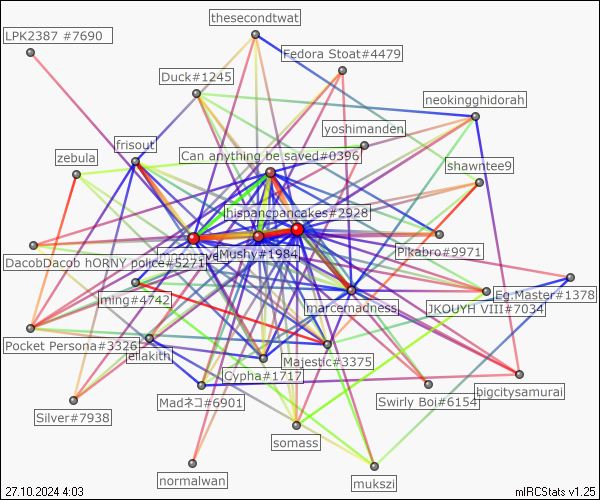 thesecondtwat
LPK2387 #7690
Fedora Stoat#4479
Duck#1245
neokingghidorah
yoshimanden
frisout
zebula
Can anything be saved#0396
shawntee9
hispancpancakes#2928
Pikabro#9971
DacobDacob hORNY police#5271
Mushy#1984
Eg.Master#1378
ming#4742
marcemadness
JKOUYH VIII#7034
Pocket Persona#3326
ellakith
Majestic#3375
Cypha#1717
bigcitysamurai
Madネコ#6901
Swirly Boi#6154
Silver#7938
somass
normalwan
mukszi
27.10.2024 4:03
mIRCStats v1.25